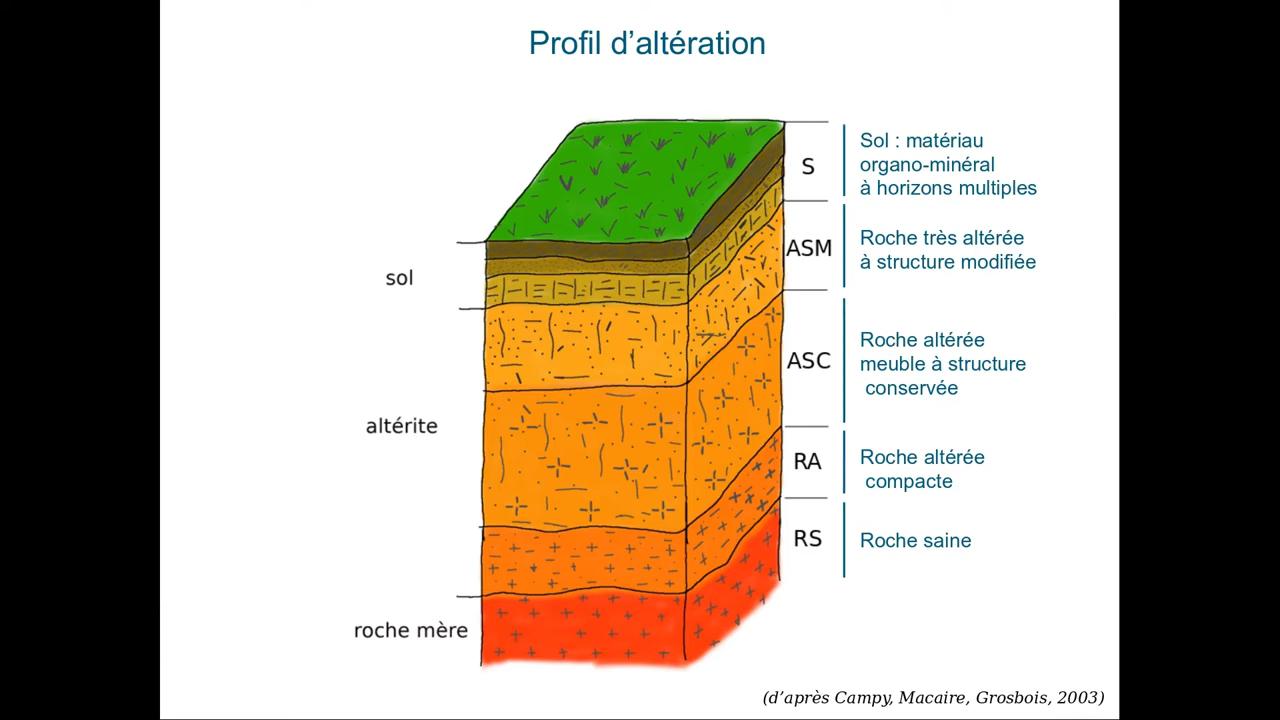 Profil d’altération
S
Sol : matériau
organo-minéral
à horizons multiples
ASM
Roche très altérée
à structure modifiée
sol
ASC
Roche altérée
meuble à structure
conservée
altérite
RA
Roche altérée
compacte
RS
Roche saine
roche mère
(d’après Campy, Macaire, Grosbois, 2003)